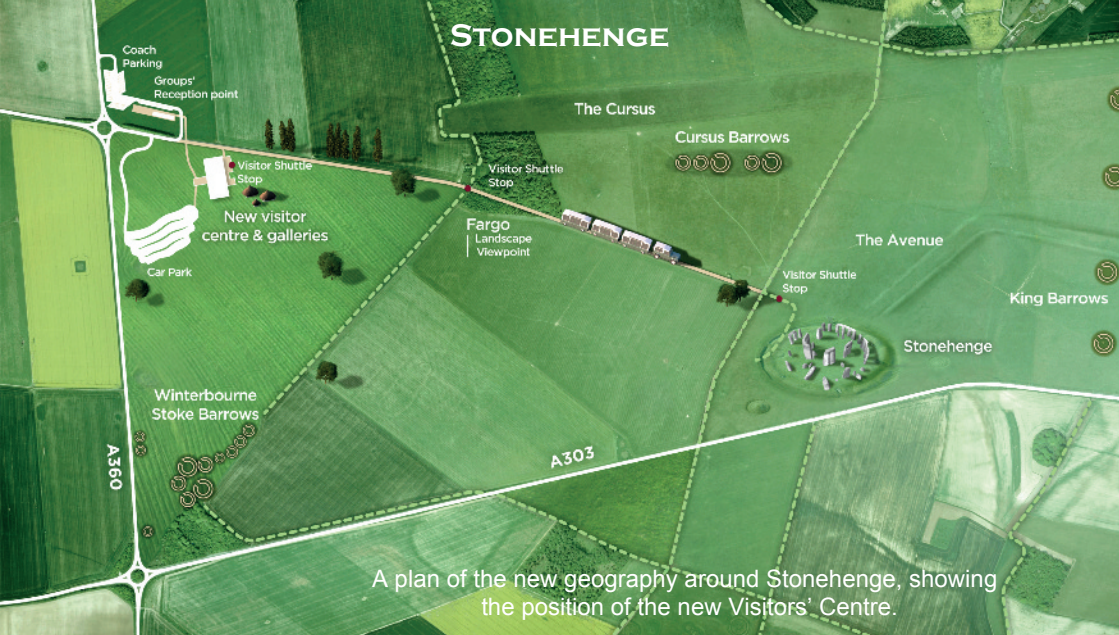 STONEHENGE
Coach
Parking
Groups'
Reception point
The Cursus
Cursus Barrows
Visitor Shuttle
Stop
Visitor Shuttle
Stop
New visitor
centre & galleries
Fargo
Landscape
Viewpoint
The Avenue
Car Park
Visitor Shuttle
Stop
King Barrows
Stonehenge
Winterbourne
Stoke Barrows
A360
A303
A plan of the new geography around Stonehenge, showing
the position of the new Visitors' Centre.